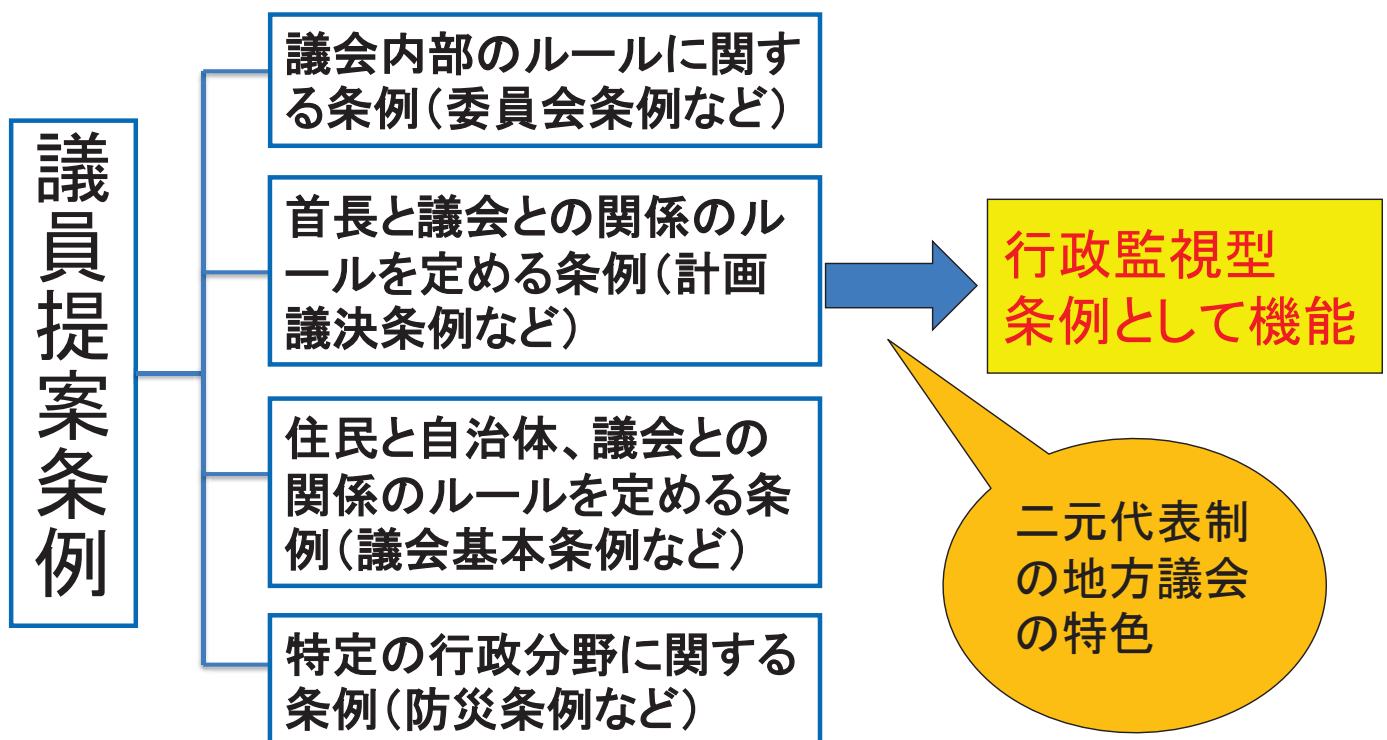 議員提案条例
議会内部のルールに関す
る条例（委員会条例など）
首長と議会との関係のル
ールを定める条例（計画
議決条例など）
行政監視型
条例として機能
住民と自治体、議会との
関係のルールを定める条
例（議会基本条例など）
二元代表制
の地方議会
の特色
特定の行政分野に関する
条例（防災条例など）